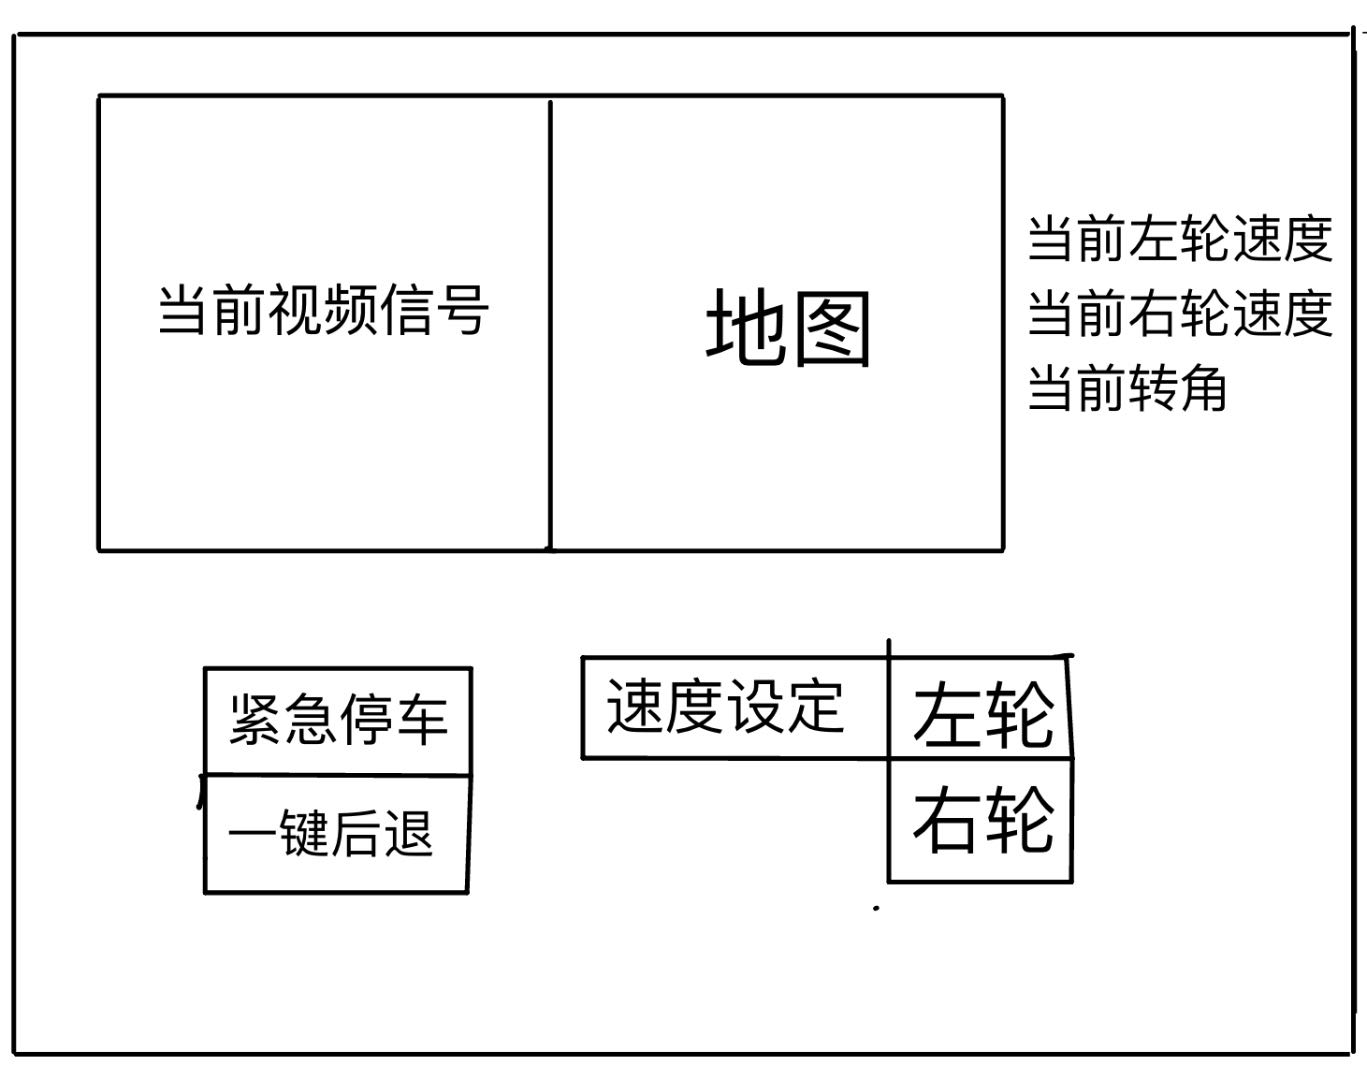 当前视频信号
地图
当前左轮速度
当前右轮速度
当前转角
紧急停车
一键后退
速度设定
左轮
右轮